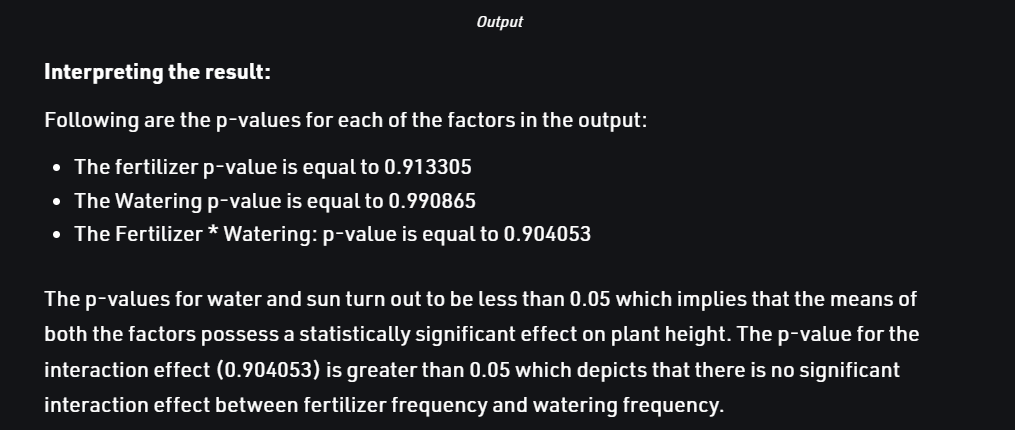 Output
Interpreting the result:
Following are the p-values for each of the factors in the output:
• The fertilizer p-value is equal to 0.913305
• The Watering p-value is equal to 0.990865
• The Fertilizer * Watering: p-value is equal to 0.904053
The p-values for water and sun turn out to be less than 0.05 which implies that the means of
both the factors possess a statistically significant effect on plant height. The p-value for the
interaction effect (0.904053) is greater than 0.05 which depicts that there is no significant
interaction effect between fertilizer frequency and watering frequency.